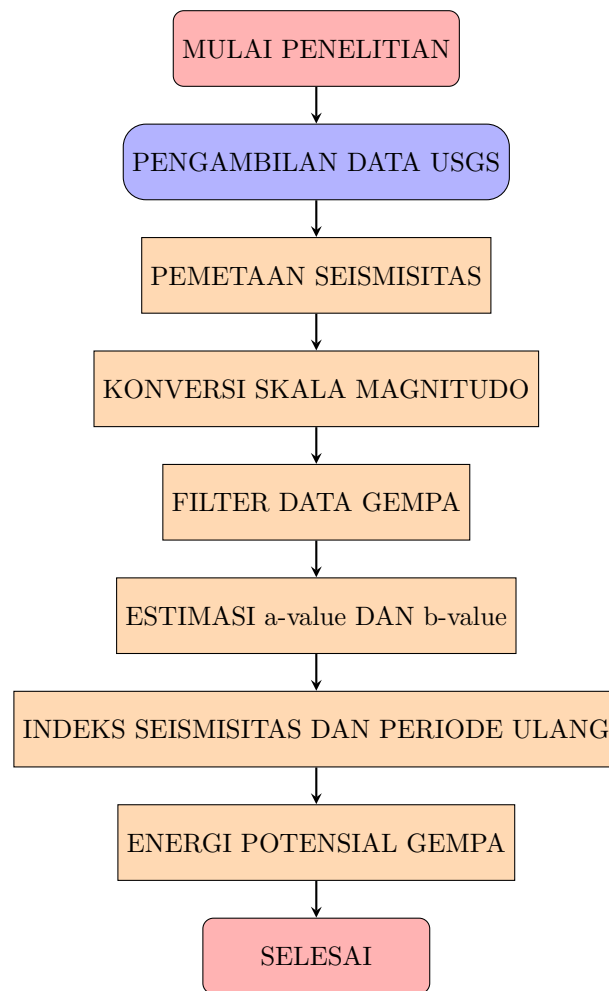 MULAI PENELITIAN
PENGAMBILAN DATA USGS
PEMETAAN SEISMISITAS
KONVERSI SKALA MAGNITUDO
FILTER DATA GEMPA
ESTIMASI a-value DAN b-value
INDEKS SEISMISITAS DAN PERIODE ULANG
ENERGI POTENSIAL GEMPA
SELESAI